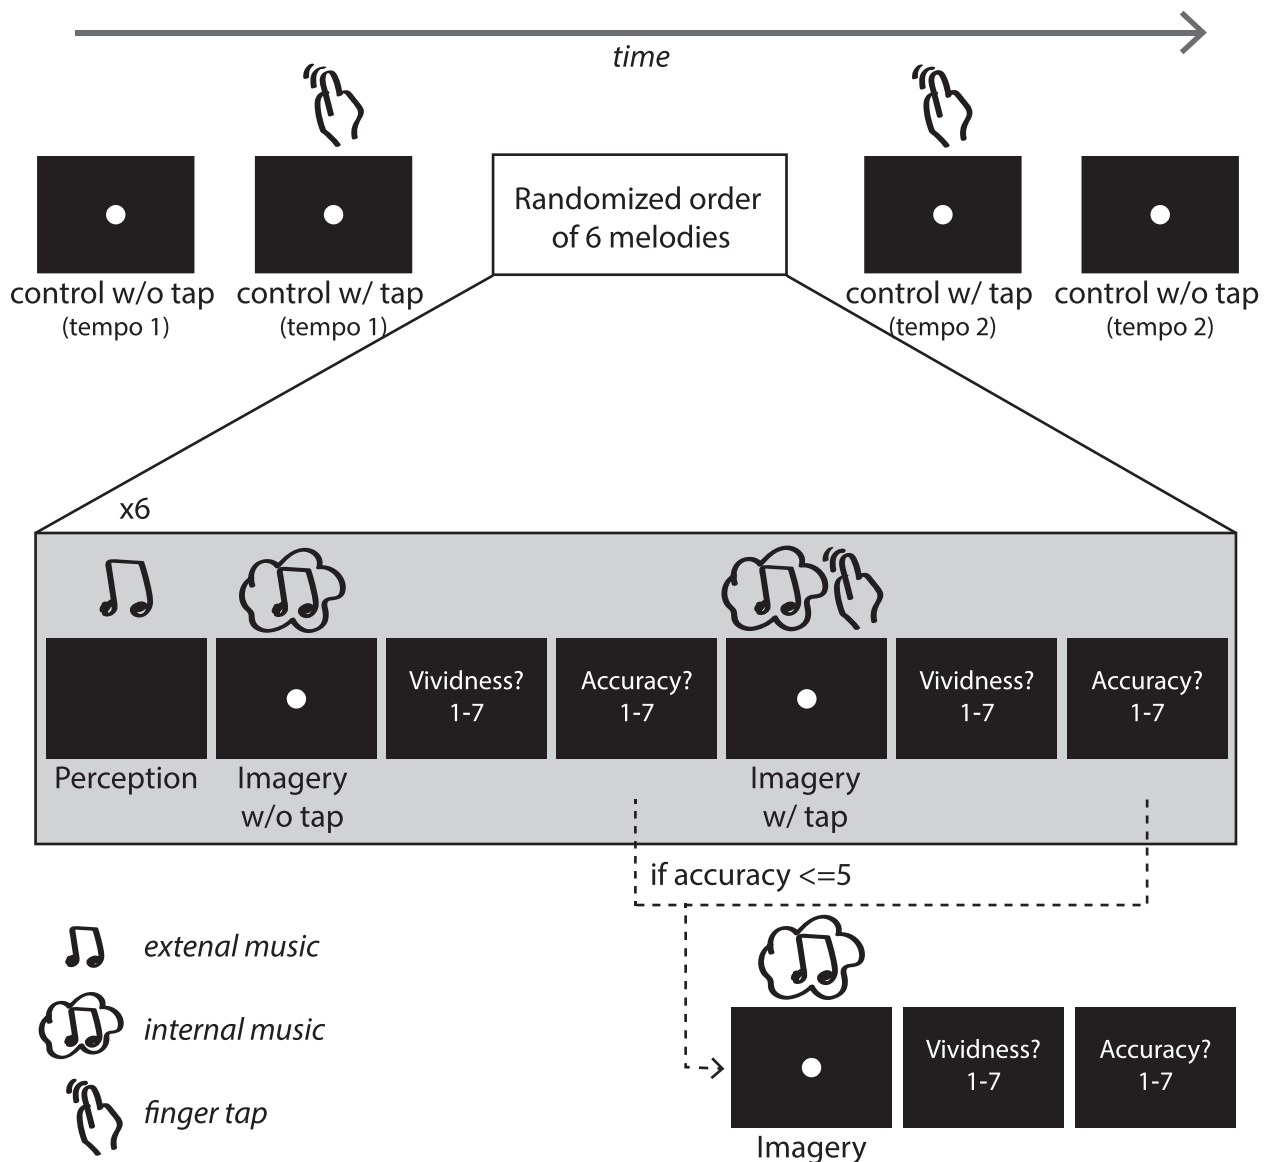 time
Randomized order
of 6 melodies
control w/o tap
(tempo 1)
control w/ tap
(tempo 1)
control w/ tap
(tempo 2)
control w/o tap
(tempo 2)
x6
Vividness?
1-7
Accuracy?
1-7
Vividness?
1-7
Accuracy?
1-7
Perception
Imagery
w/o tap
Imagery
w/ tap
if accuracy <=5
extenal music
internal music
finger tap
Vividness?
1-7
Accuracy?
1-7
Imagery